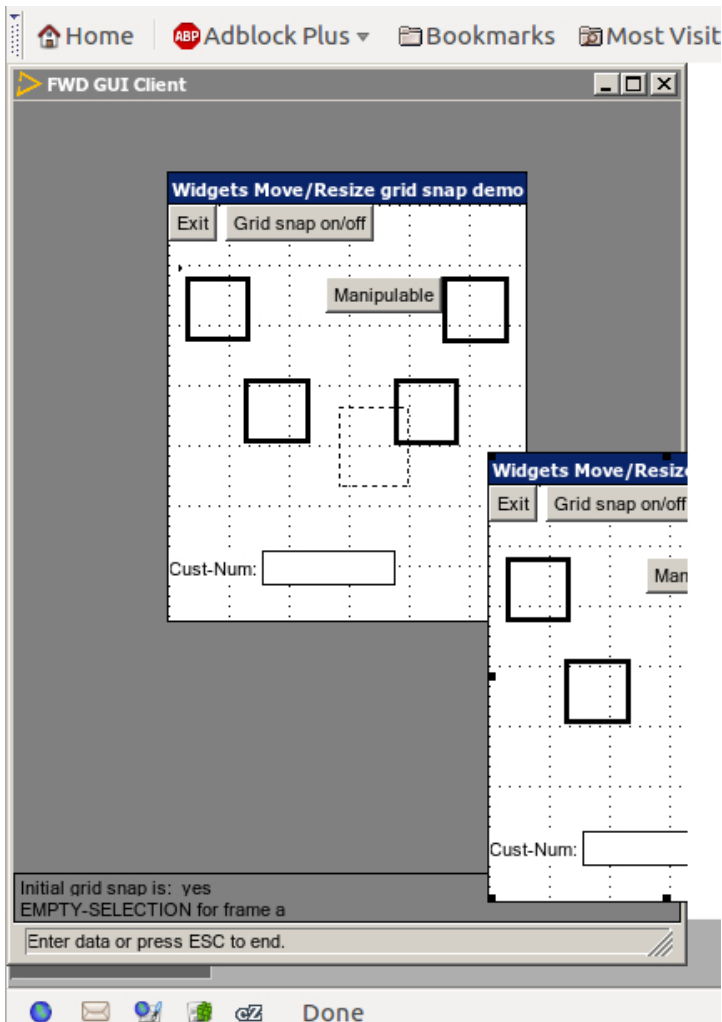 Home ABP Adblock Plus Bookmarks Most Visit
FWD GUI Client
Widgets Move/Resize grid snap demo
Exit Grid snap on/off
Manipulable
Widgets Move/Resize
Exit Grid snap on/off
Cust-Num:
Man
Cust-Num:
Initial grid snap is: yes
EMPTY-SELECTION for frame a
Enter data or press ESC to end.
Done